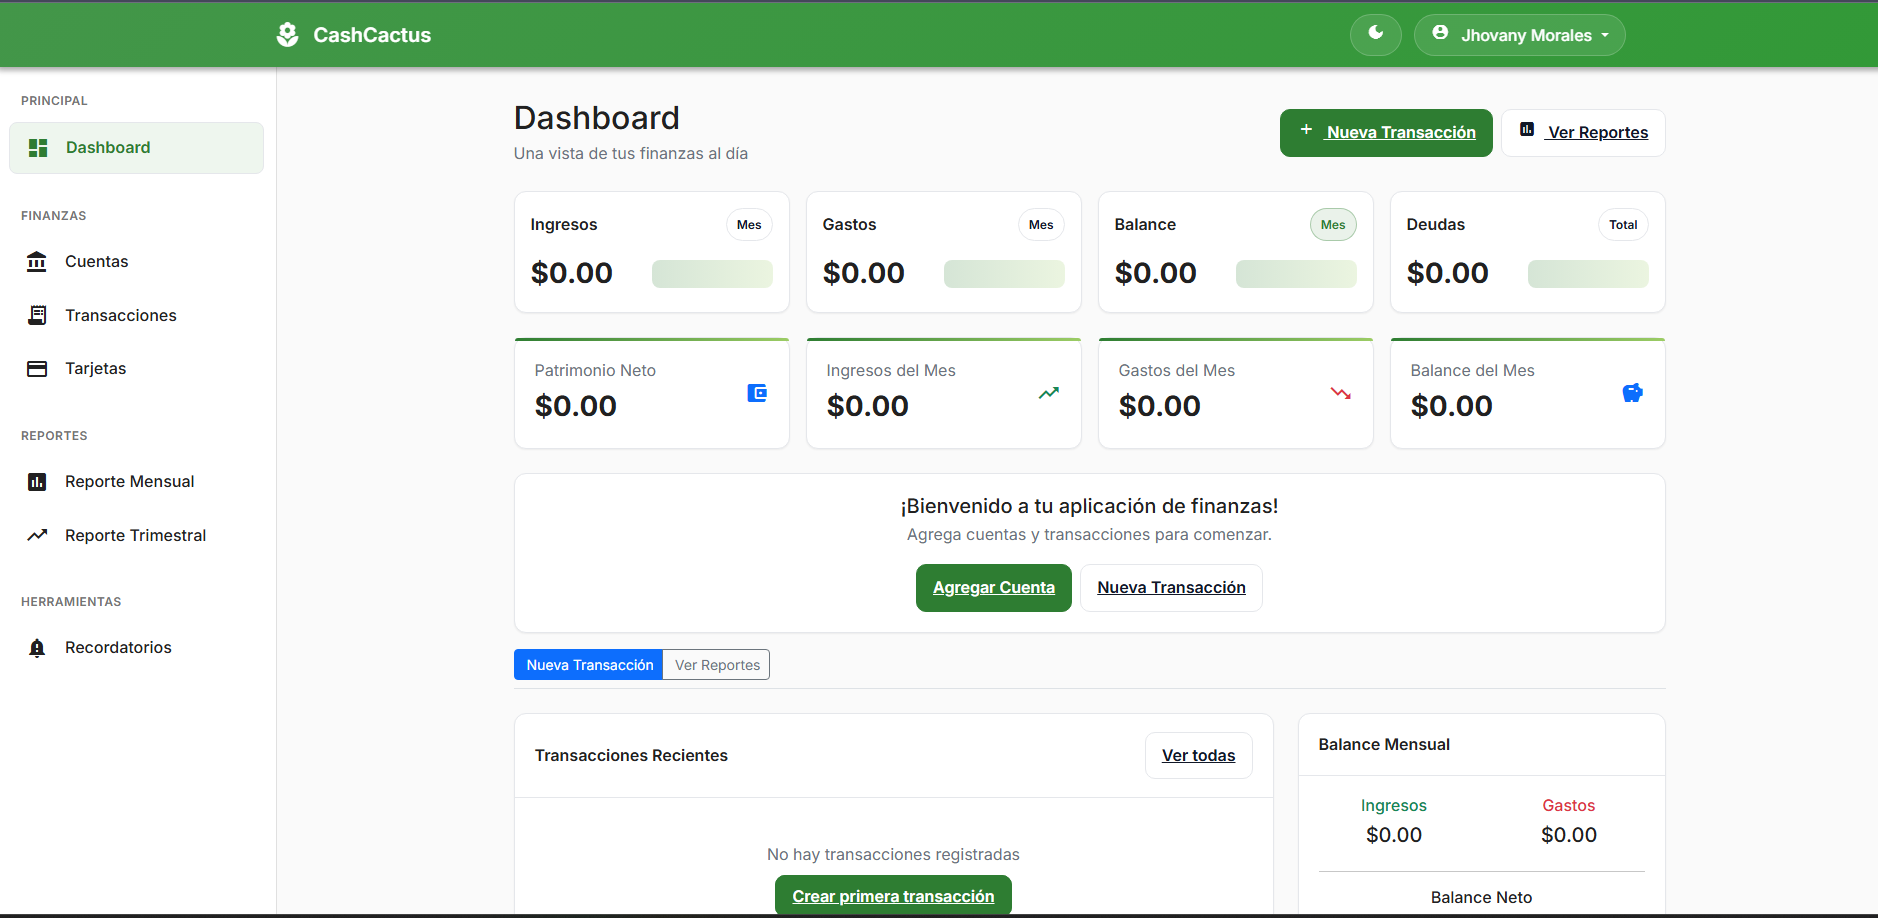 CashCactus
Jhovany Morales
PRINCIPAL
Dashboard
FINANZAS
Cuentas
Transacciones
Tarjetas
REPORTES
Reporte Mensual
Reporte Trimestral
HERRAMIENTAS
Recordatorios
Dashboard
Una vista de tus finanzas al día
+ Nueva Transacción
Ver Reportes
Ingresos
Mes
$0.00
Gastos
Mes
$0.00
Balance
Mes
$0.00
Deudas
Total
$0.00
Patrimonio Neto
$0.00
Ingresos del Mes
$0.00
Gastos del Mes
$0.00
Balance del Mes
$0.00
¡Bienvenido a tu aplicación de finanzas!
Agrega cuentas y transacciones para comenzar.
Agregar Cuenta
Nueva Transacción
Nueva Transacción
Ver Reportes
Transacciones Recientes
Ver todas
No hay transacciones registradas
Crear primera transacción
Balance Mensual
Ingresos
$0.00
Gastos
$0.00
Balance Neto